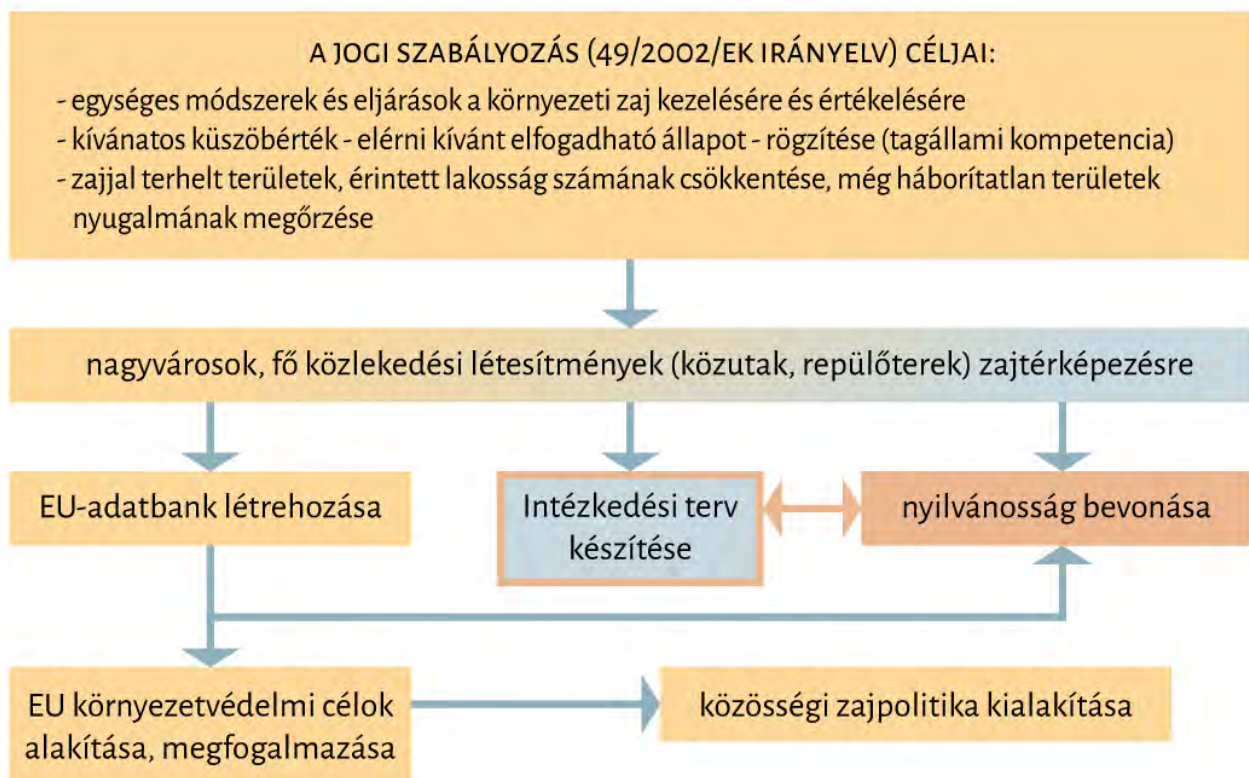 A JOGI SZABÁLYOZÁS (49/2002/EK IRÁNYELV) CÉLJAI:
- egységes módszerek és eljárások a környezeti zaj kezelésére és értékelésére
- kívánatos küszöbérték - elérni kívánt elfogadható állapot - rögzítése (tagállami kompetencia)
- zajjal terhelt területek, érintett lakosság számának csökkentése, még háborítatlan területek
nyugalmának megőrzése
nagyvárosok, fő közlekedési létesítmények (közutak, repülőterek) zajtérképezésre
EU-adatbank létrehozása
Intézkedési terv
készítése
nyilvánosság bevonása
EU környezetvédelmi célok
alakítása, megfogalmazása
közösségi zajpolitika kialakítása